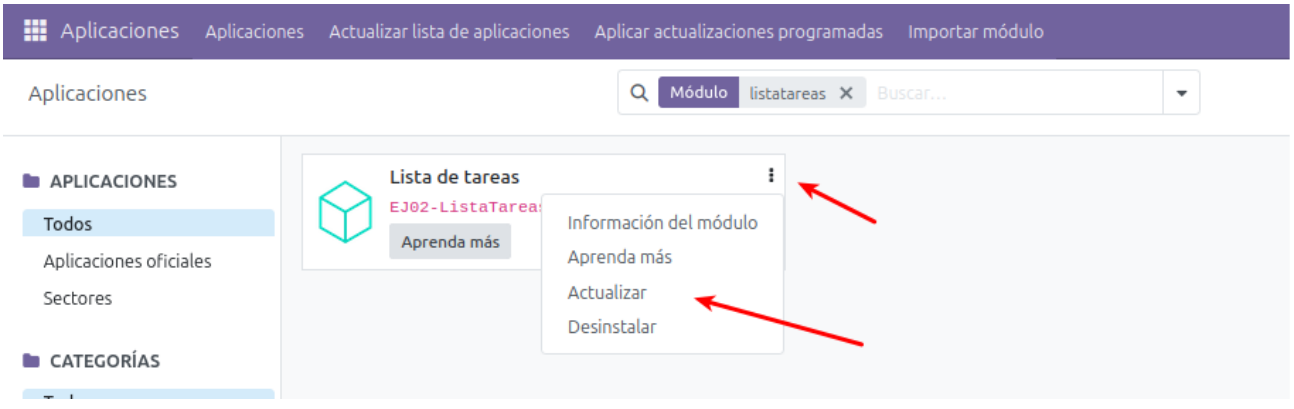 Aplicaciones Aplicaciones Actualizar lista de aplicaciones Aplicar actualizaciones programadas Importar módulo
Aplicaciones
Módulo listatareas × Buscar...
APLICACIONES
Todos
Aplicaciones oficiales
Sectores
CATEGORÍAS
Lista de tareas
EJ02-ListaTareas
Aprenda más
Información del módulo
Aprenda más
Actualizar
Desinstalar